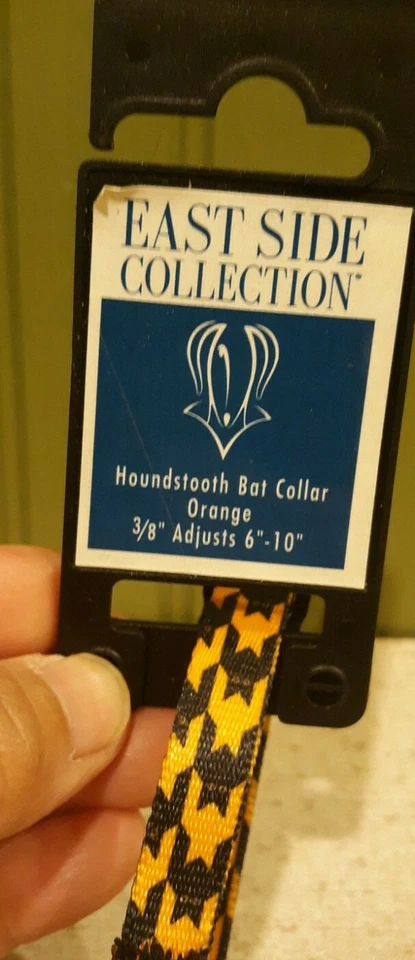 EAST SIDE
COLLECTION®
Houndstooth Bat Collar
Orange
3/8" Adjusts 6"-10"